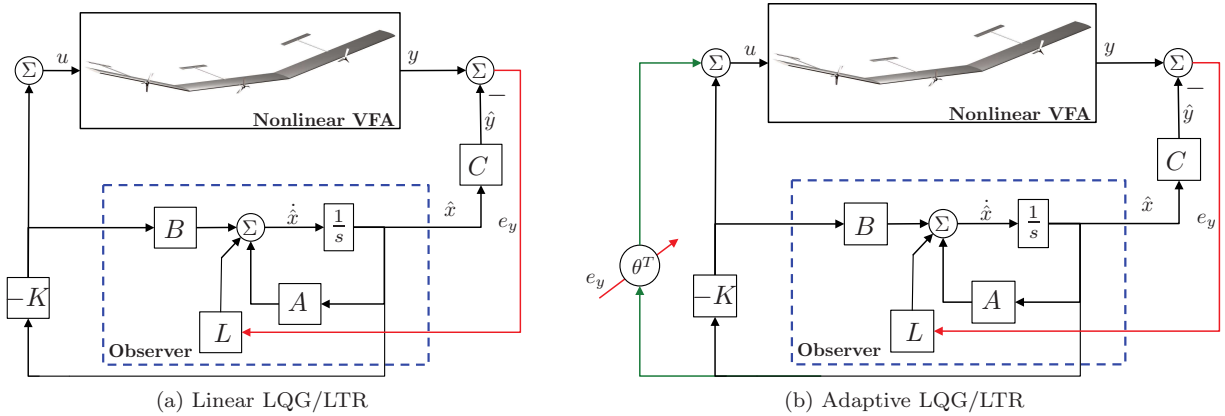 Σ
u
Nonlinear VFA
y
Σ
−
ŷ
C
x̂
e_y
B
Σ
ẋ̂
1/s
−K
A
L
Observer
(a) Linear LQG/LTR
Σ
u
Nonlinear VFA
y
Σ
−
ŷ
C
x̂
e_y
B
Σ
ẋ̂
1/s
θ^T
e_y
−K
A
L
Observer
(b) Adaptive LQG/LTR